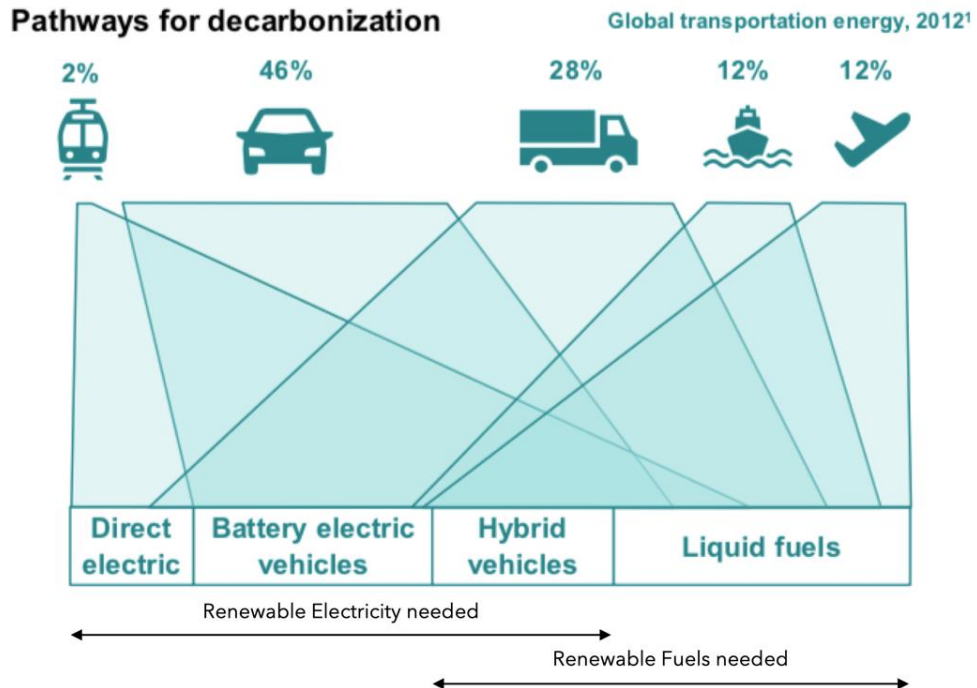 Pathways for decarbonization
Global transportation energy, 2012¹
2%
46%
28%
12%
12%
Direct
electric
Battery electric
vehicles
Hybrid
vehicles
Liquid fuels
Renewable Electricity needed
Renewable Fuels needed